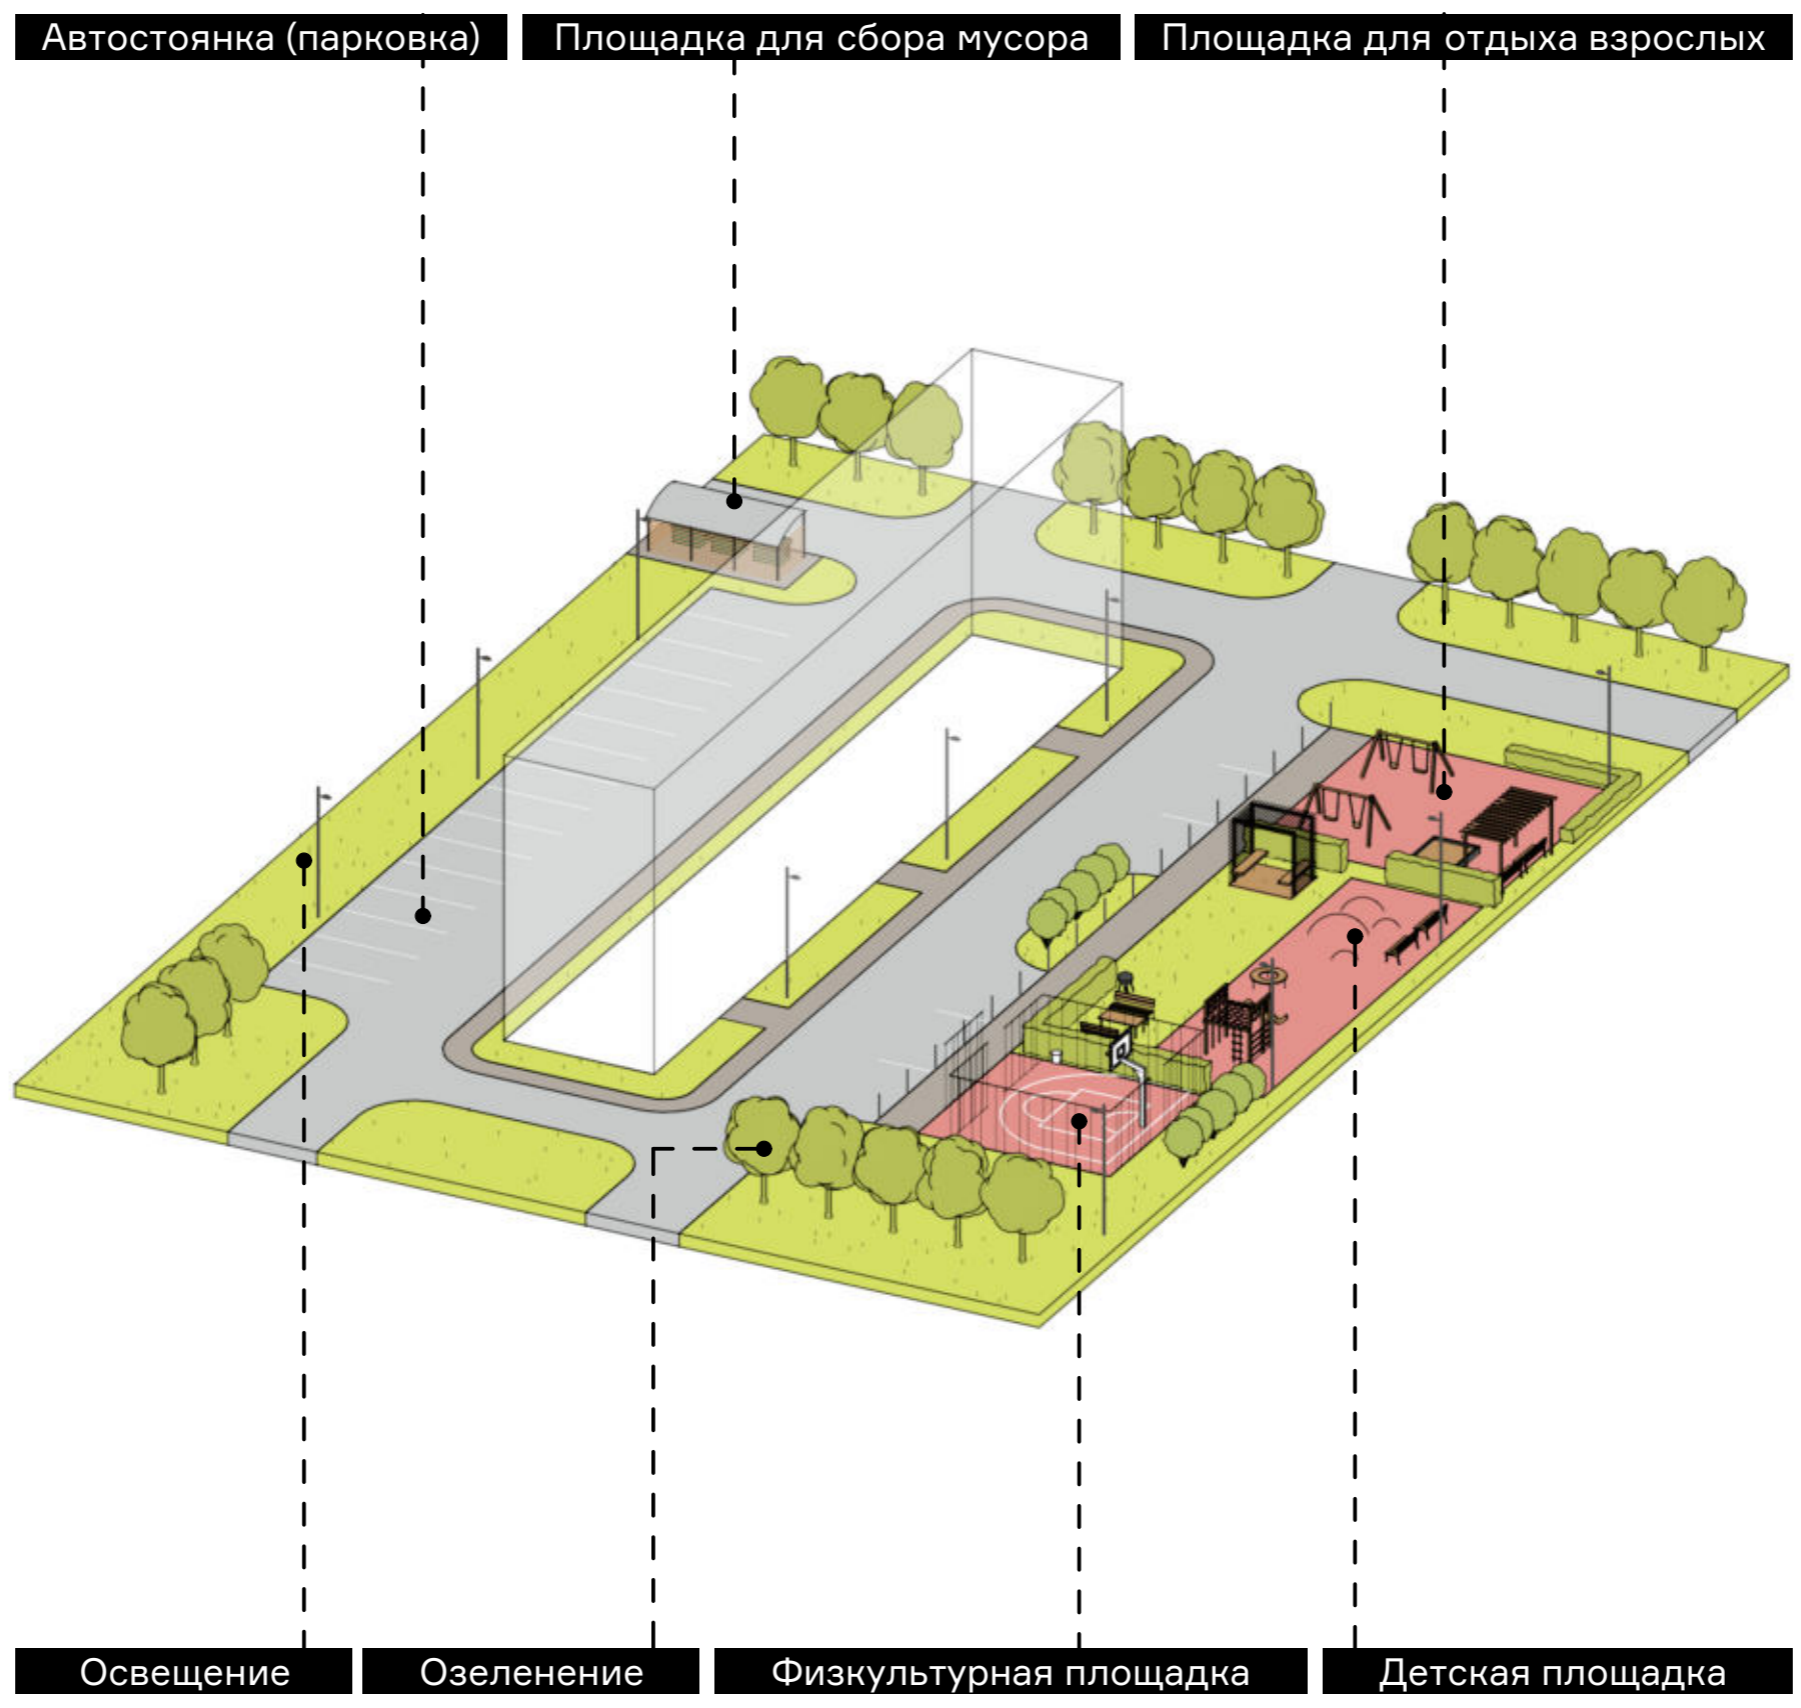 Автостоянка (парковка)
Площадка для сбора мусора
Площадка для отдыха взрослых
Освещение
Озеленение
Физкультурная площадка
Детская площадка